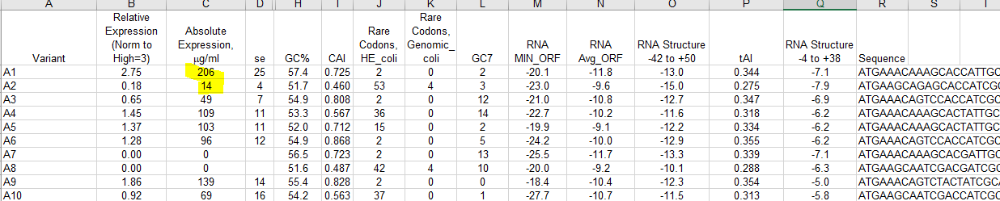 A B C D H I J K L M N O P Q R S T
Variant Relative Expression (Norm to High=3) Absolute Expression, µg/ml se GC% CAI Rare Codons, HE_coli Rare Codons, Genomic_coli GC7 RNA MIN_ORF RNA Avg_ORF RNA Structure -42 to +50 tAI RNA Structure -4 to +38 Sequence
A1 2.75 206 25 57.4 0.725 2 0 2 -20.1 -11.8 -13.0 0.344 -7.1 ATGAAACAAAGCACCATTGC
A2 0.18 14 4 51.7 0.460 53 4 3 -23.0 -9.6 -15.0 0.275 -7.9 ATGAAGCAGAGCACCATCGC
A3 0.65 49 7 54.9 0.808 2 0 12 -21.0 -10.8 -12.7 0.347 -6.9 ATGAAACAGTCCACCATCGC
A4 1.45 109 11 53.3 0.567 36 0 14 -22.7 -10.2 -11.6 0.318 -6.2 ATGAAACAAAGCACTATTGC
A5 1.37 103 11 52.0 0.712 15 0 2 -19.9 -9.1 -12.2 0.334 -6.2 ATGAAACAAAGCACTATTGC
A6 1.28 96 12 54.9 0.868 2 0 5 -24.2 -10.0 -12.9 0.355 -6.2 ATGAAACAGTCCACCATCGC
A7 0.00 0 56.5 0.723 2 0 13 -25.5 -11.7 -13.3 0.339 -7.1 ATGAAACAAAGCACGATTGC
A8 0.00 0 51.6 0.487 42 4 10 -20.0 -9.2 -10.1 0.288 -6.3 ATGAAGCAATCGACGATCGC
A9 1.86 139 14 55.4 0.828 2 0 0 -18.4 -10.4 -12.3 0.354 -5.0 ATGAAACAGTCTACTATCGC
A10 0.92 69 16 54.2 0.563 37 0 1 -27.7 -10.7 -11.5 0.313 -5.8 ATGAAGCAATCGACCATCGC